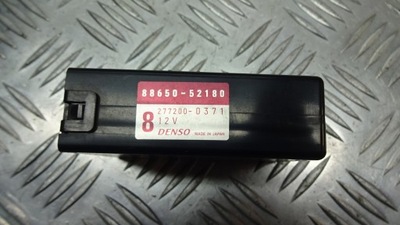 88650-52180
277200-0371
8 12V
DENSO MADE IN JAPAN